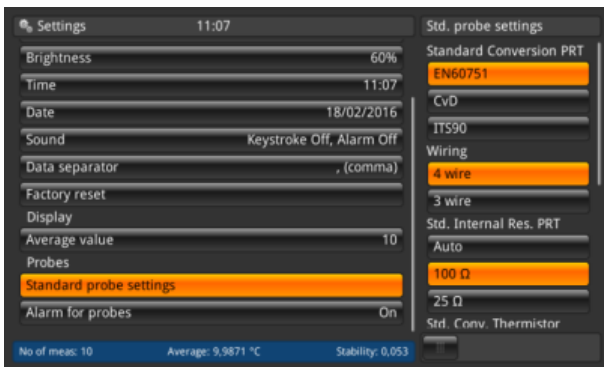 Settings 11:07
Brightness 60%
Time 11:07
Date 18/02/2016
Sound Keystroke Off, Alarm Off
Data separator , (comma)
Factory reset
Display
Average value 10
Probes
Standard probe settings
Alarm for probes On
No of meas: 10 Average: 9,9871 °C Stability: 0,053
Std. probe settings
Standard Conversion PRT
EN60751
CvD
ITS90
Wiring
4 wire
3 wire
Std. Internal Res. PRT
Auto
100 Ω
25 Ω
Std. Conv. Thermistor